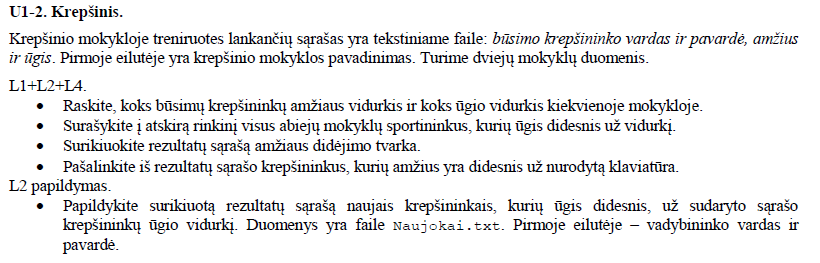 U1-2. Krepšinis.
Krepšinio mokykloje treniruotes lankančių sąrašas yra tekstiniame faile: būsimo krepšininko vardas ir pavardė, amžius
ir ūgis. Pirmoje eilutėje yra krepšinio mokyklos pavadinimas. Turime dviejų mokyklų duomenis.
L1+L2+L4.
• Raskite, koks būsimų krepšininkų amžiaus vidurkis ir koks ūgio vidurkis kiekvienoje mokykloje.
• Surašykite į atskirą rinkinį visus abiejų mokyklų sportininkus, kurių ūgis didesnis už vidurkį.
• Surikiuokite rezultatų sąrašą amžiaus didėjimo tvarka.
• Pašalinkite iš rezultatų sąrašo krepšininkus, kurių amžius yra didesnis už nurodytą klaviatūra.
L2 papildymas.
• Papildykite surikiuotą rezultatų sąrašą naujais krepšininkais, kurių ūgis didesnis, už sudaryto sąrašo
krepšininkų ūgio vidurkį. Duomenys yra faile Naujokai.txt. Pirmoje eilutėje – vadybininko vardas ir
pavardė.